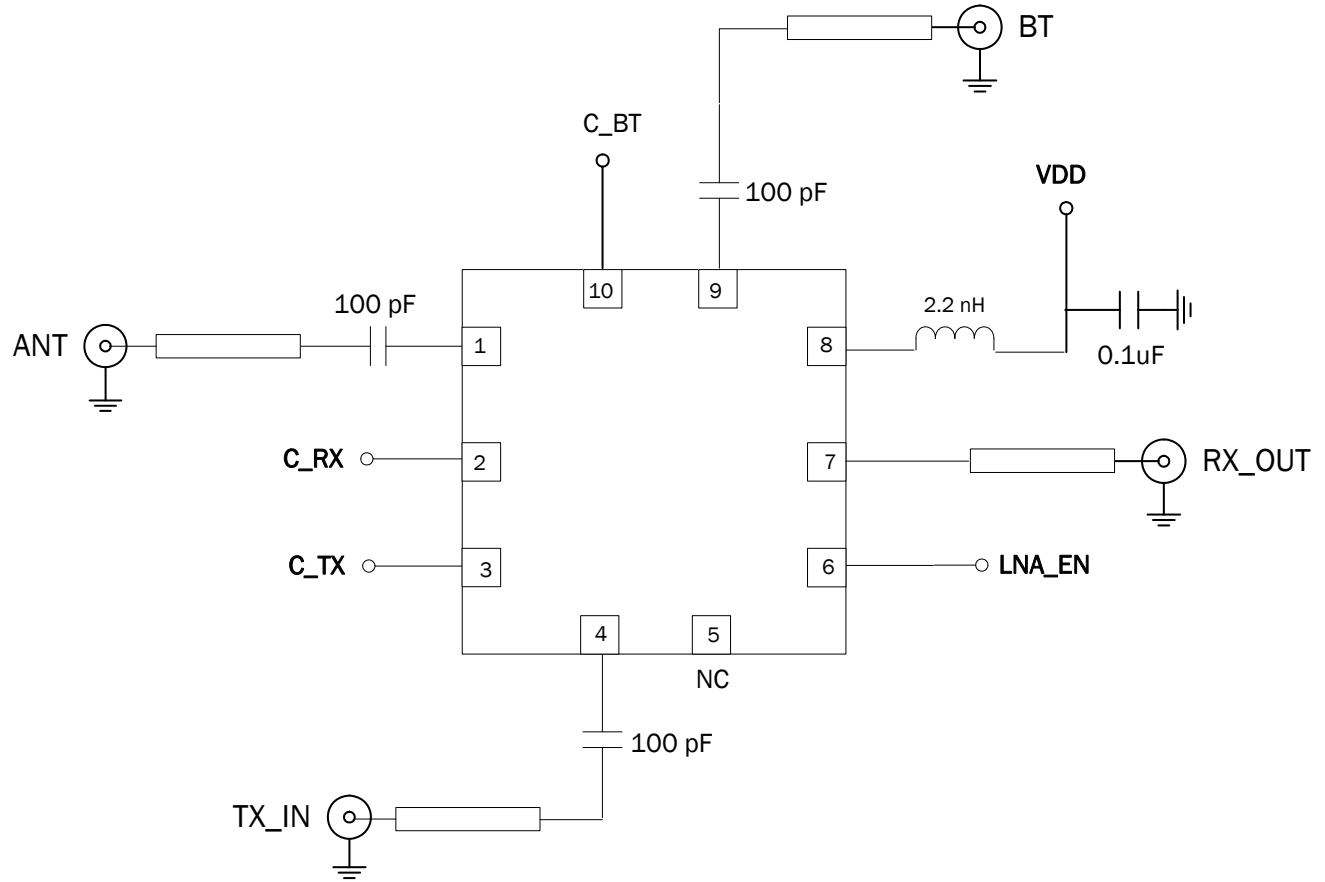 BT
C_BT
100 pF
VDD
10
9
100 pF
2.2 nH
ANT
1
8
0.1uF
C_RX
2
7
RX_OUT
C_TX
3
6
LNA_EN
4
5
NC
100 pF
TX_IN